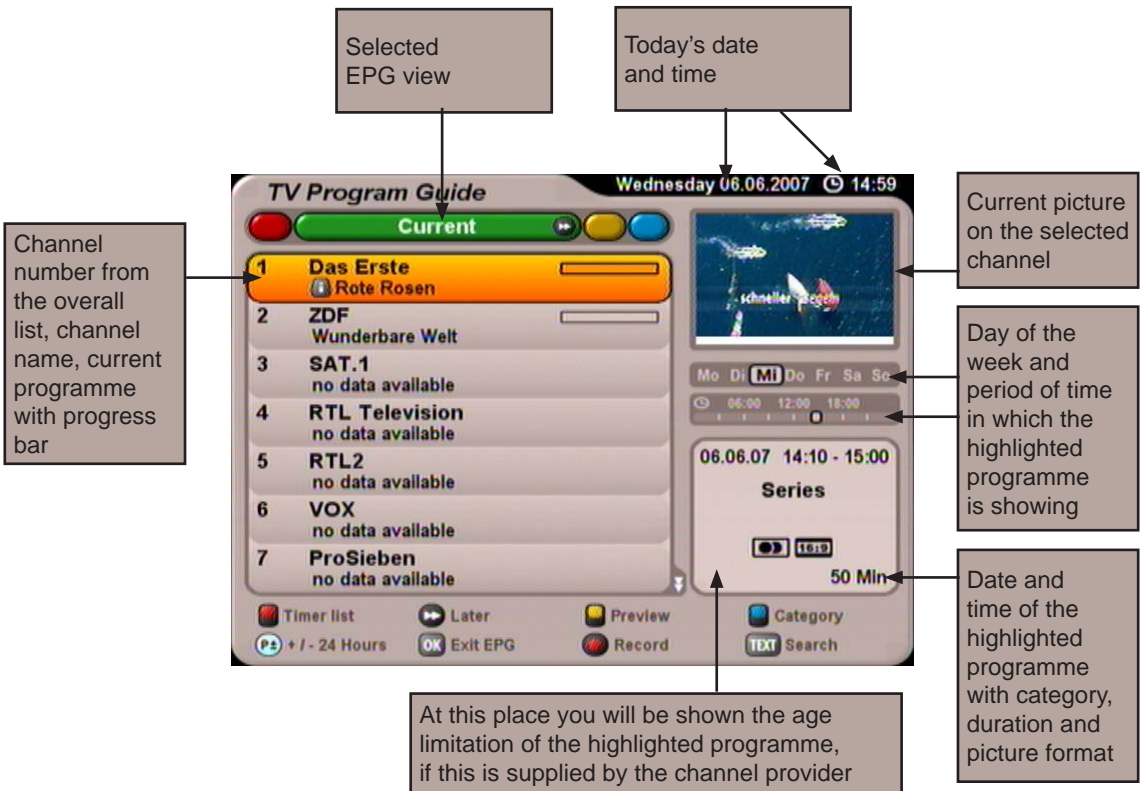 Selected
EPG view
Today's date
and time
Channel
number from
the overall
list, channel
name, current
programme
with progress
bar
TV Program Guide
Wednesday 06.06.2007 14:59
Current
1 Das Erste
Rote Rosen
2 ZDF
Wunderbare Welt
3 SAT.1
no data available
4 RTL Television
no data available
5 RTL2
no data available
6 VOX
no data available
7 ProSieben
no data available
schneller segeln
Mo Di Mi Do Fr Sa So
06:00 12:00 18:00
06.06.07 14:10 - 15:00
Series
16:9
50 Min
Timer list Later Preview Category
P± + / - 24 Hours OK Exit EPG Record TEXT Search
Current picture
on the selected
channel
Day of the
week and
period of time
in which the
highlighted
programme
is showing
Date and
time of the
highlighted
programme
with category,
duration and
picture format
At this place you will be shown the age
limitation of the highlighted programme,
if this is supplied by the channel provider